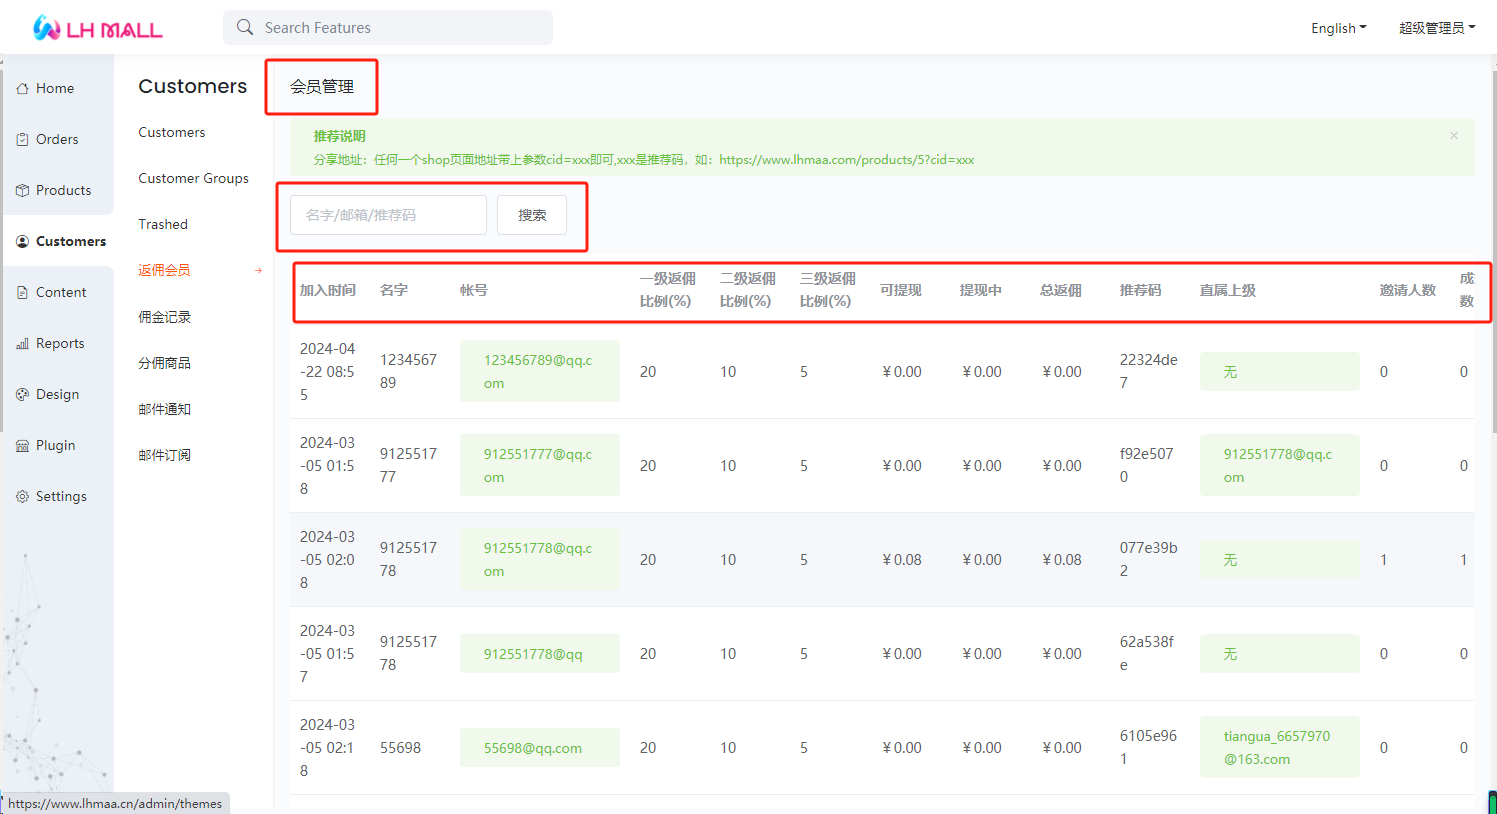 LH MALL
Search Features
English
超级管理员
Home
Orders
Products
Customers
Content
Reports
Design
Plugin
Settings
Customers
Customers
Customer Groups
Trashed
返佣会员
佣金记录
分佣商品
邮件通知
邮件订阅
会员管理
推荐说明
分享地址：任何一个shop页面地址带上参数cid=xxx即可,xxx是推荐码，如：https://www.lhmaa.com/products/5?cid=xxx
名字/邮箱/推荐码
搜索
加入时间 名字 帐号 一级返佣比例(%) 二级返佣比例(%) 三级返佣比例(%) 可提现 提现中 总返佣 推荐码 直属上级 邀请人数 成数
2024-04-22 08:55 123456789 123456789@qq.com 20 10 5 ￥0.00 ￥0.00 ￥0.00 22324de7 无 0 0
2024-03-05 01:58 912551777 912551777@qq.com 20 10 5 ￥0.00 ￥0.00 ￥0.00 f92e5070 912551778@qq.com 0 0
2024-03-05 02:08 912551778 912551778@qq.com 20 10 5 ￥0.08 ￥0.00 ￥0.08 077e39b2 无 1 1
2024-03-05 01:57 912551778 912551778@qq 20 10 5 ￥0.00 ￥0.00 ￥0.00 62a538fe 无 0 0
2024-03-05 02:18 55698 55698@qq.com 20 10 5 ￥0.00 ￥0.00 ￥0.00 6105e961 tiangua_6657970@163.com 0 0
https://www.lhmaa.cn/admin/themes